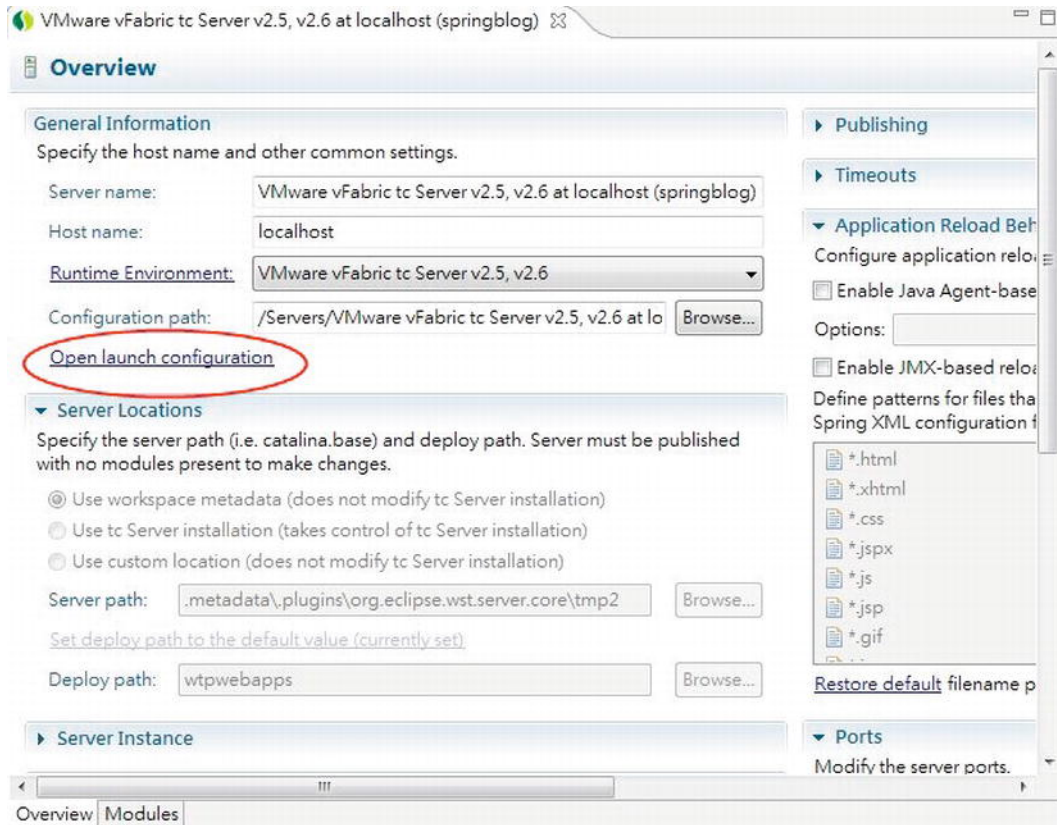 VMware vFabric tc Server v2.5, v2.6 at localhost (springblog)
Overview
General Information
Specify the host name and other common settings.
Server name: VMware vFabric tc Server v2.5, v2.6 at localhost (springblog)
Host name: localhost
Runtime Environment: VMware vFabric tc Server v2.5, v2.6
Configuration path: /Servers/VMware vFabric tc Server v2.5, v2.6 at lo Browse...
Open launch configuration
Server Locations
Specify the server path (i.e. catalina.base) and deploy path. Server must be published
with no modules present to make changes.
Use workspace metadata (does not modify tc Server installation)
Use tc Server installation (takes control of tc Server installation)
Use custom location (does not modify tc Server installation)
Server path: .metadata\.plugins\org.eclipse.wst.server.core\tmp2 Browse...
Set deploy path to the default value (currently set)
Deploy path: wtpwebapps Browse...
Server Instance
Publishing
Timeouts
Application Reload Beh
Configure application reloa
Enable Java Agent-base
Options:
Enable JMX-based reloa
Define patterns for files tha
Spring XML configuration f
*.html
*.xhtml
*.css
*.jspx
*.js
*.jsp
*.gif
Restore default filename p
Ports
Modify the server ports.
Overview Modules